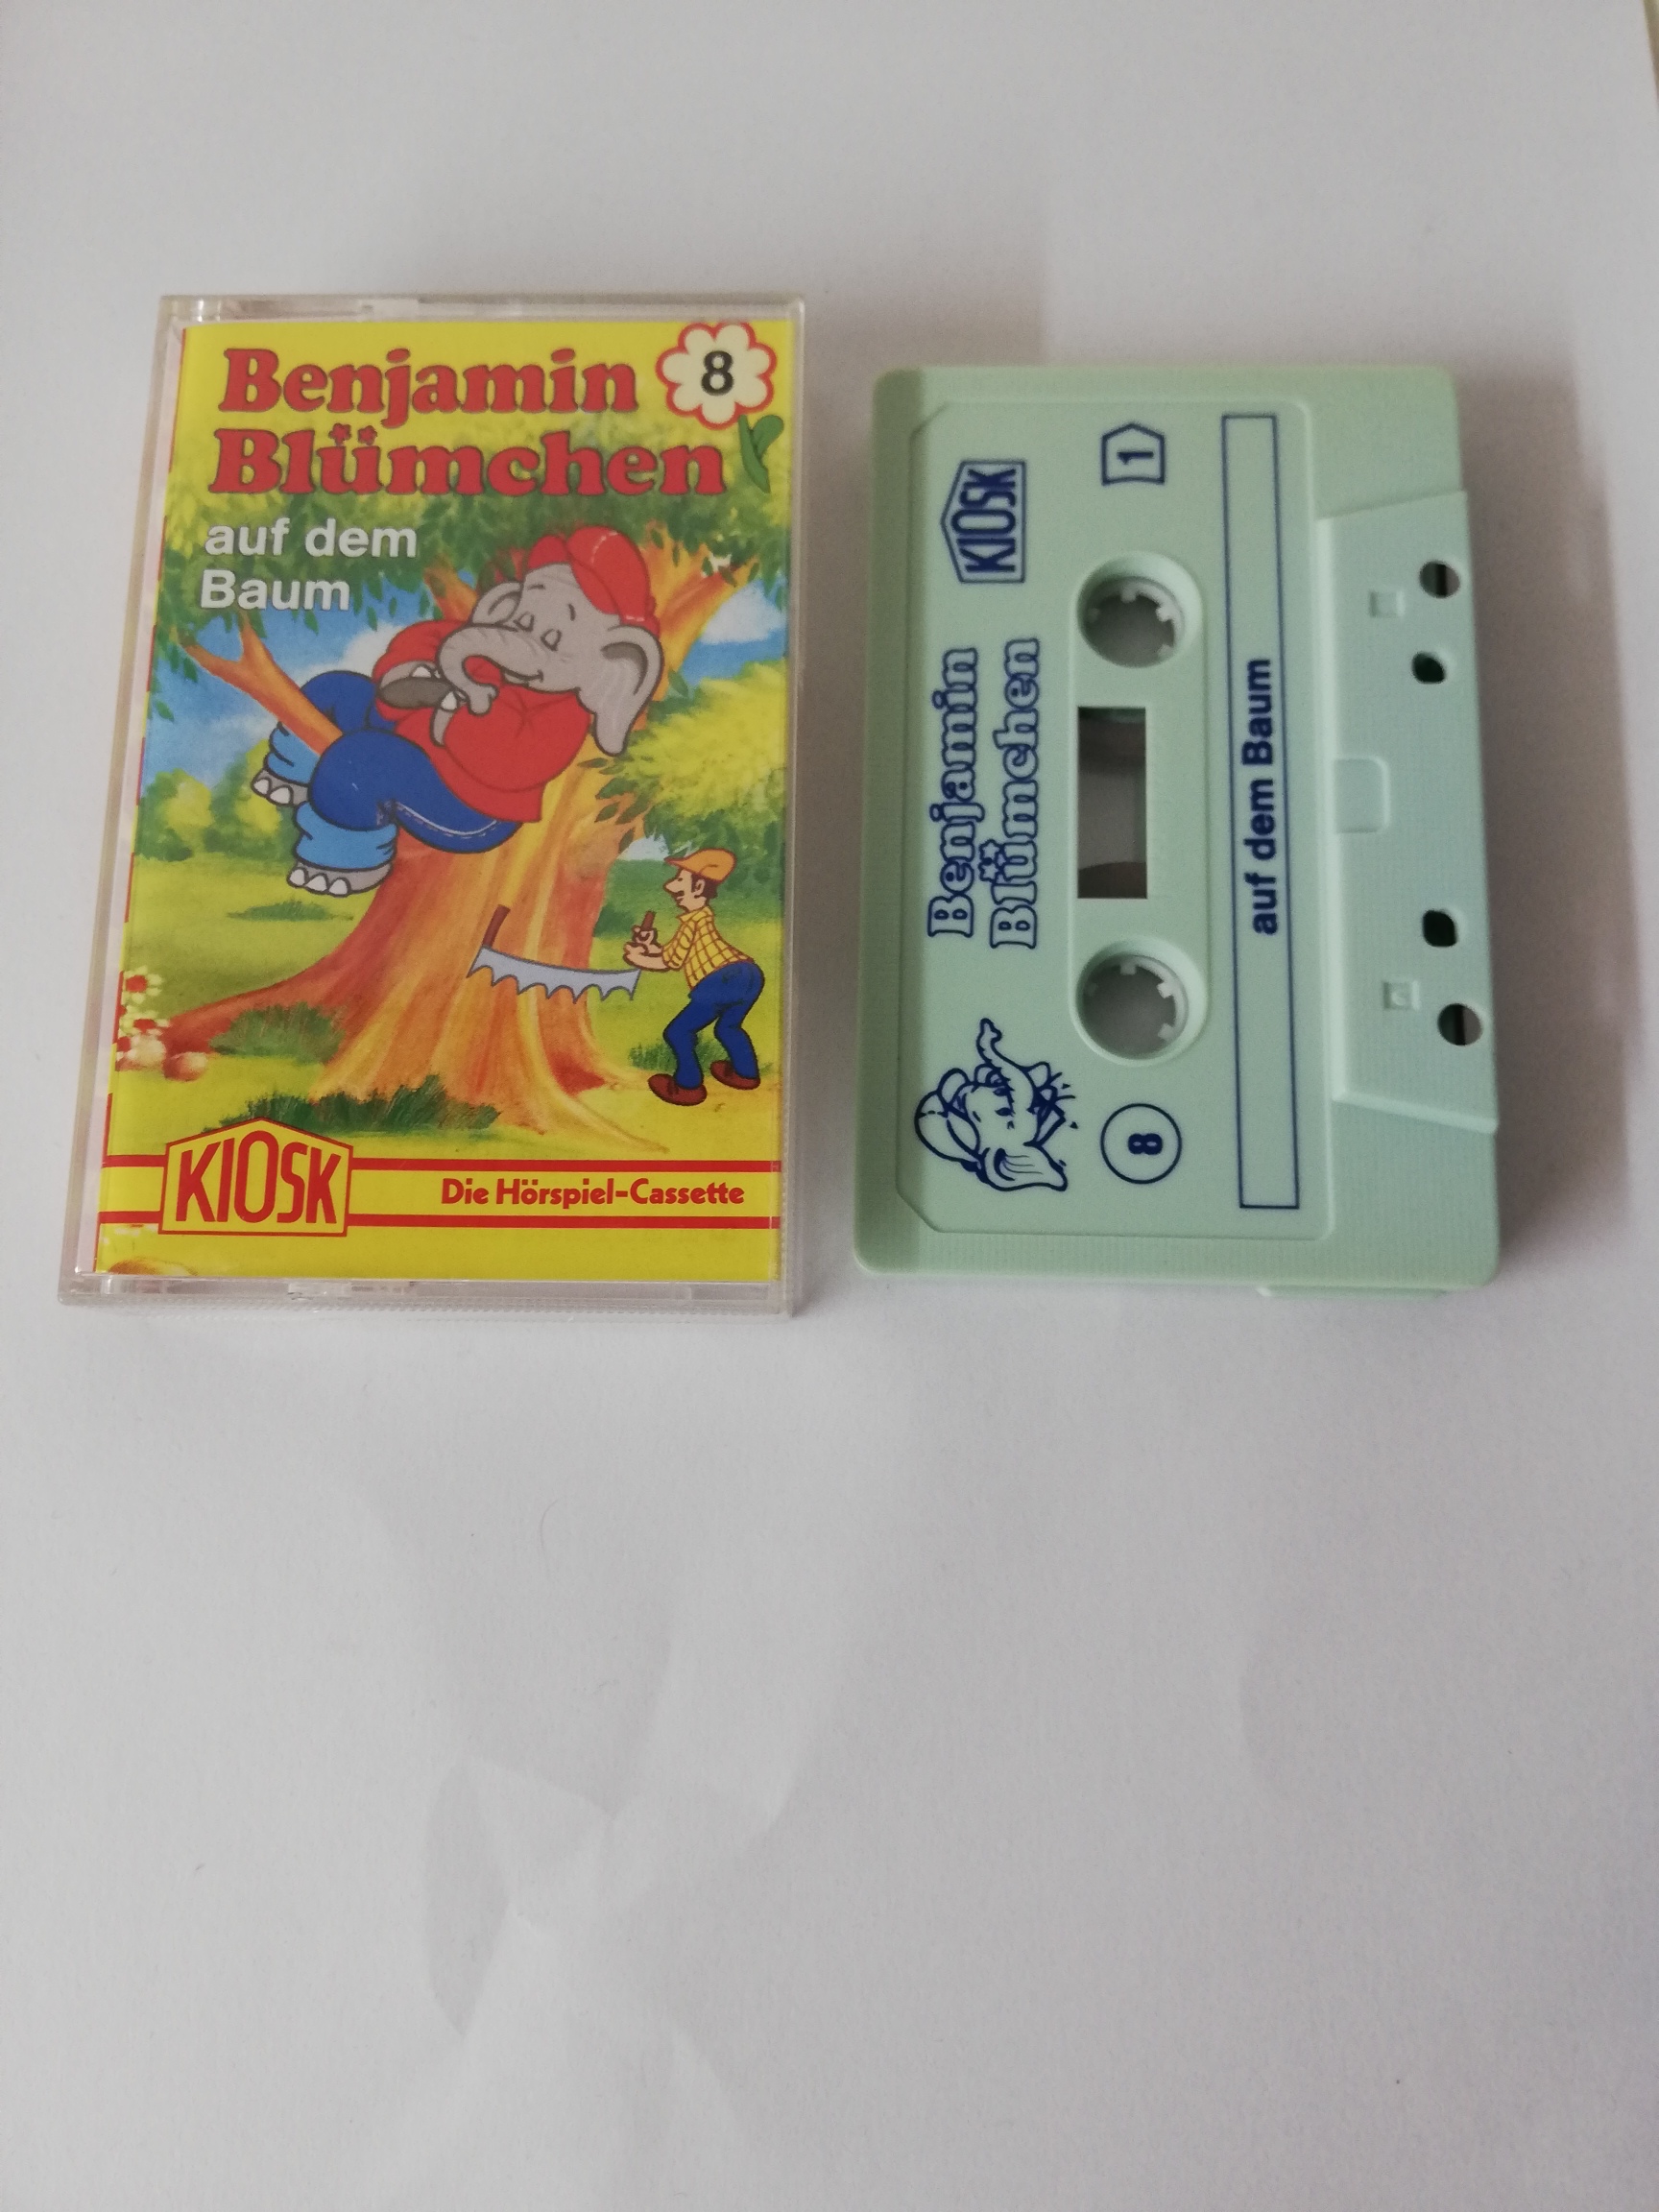 Benjamin
Blümchen
8
auf dem
Baum
KIOSK
Die Hörspiel-Cassette
KIOSK
1
Benjamin
Blümchen
8
auf dem Baum